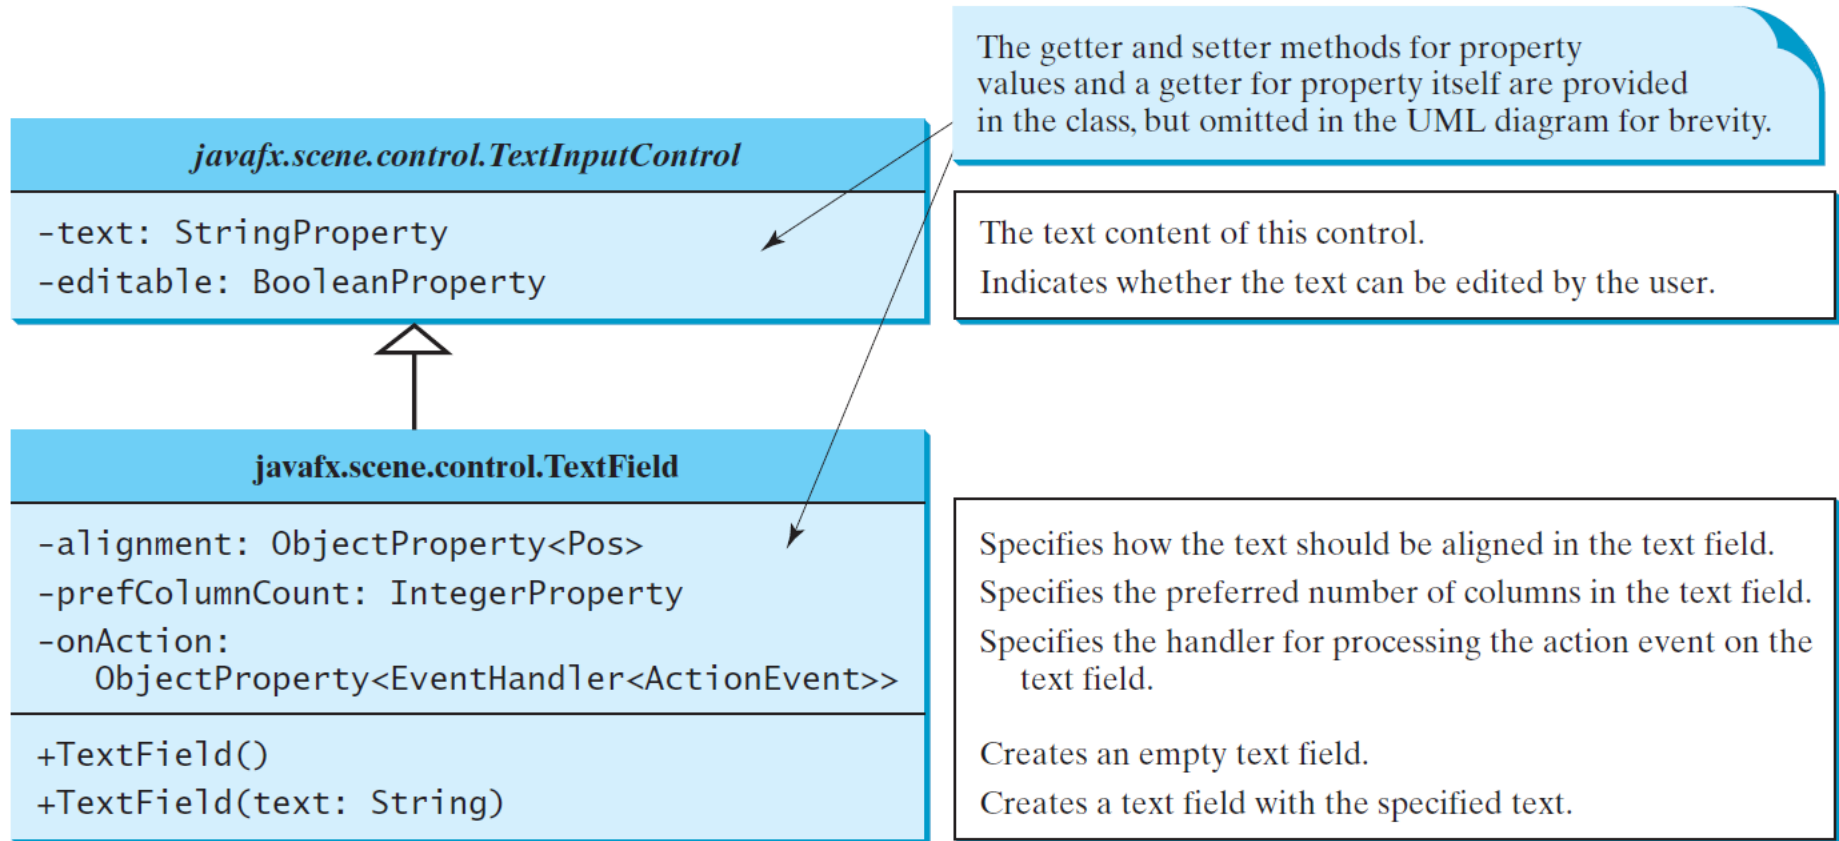 The getter and setter methods for property
values and a getter for property itself are provided
in the class, but omitted in the UML diagram for brevity.
javafx.scene.control.TextInputControl
-text: StringProperty
-editable: BooleanProperty
The text content of this control.
Indicates whether the text can be edited by the user.
javafx.scene.control.TextField
-alignment: ObjectProperty<Pos>
-prefColumnCount: IntegerProperty
-onAction:
ObjectProperty<EventHandler<ActionEvent>>
Specifies how the text should be aligned in the text field.
Specifies the preferred number of columns in the text field.
Specifies the handler for processing the action event on the
text field.
+TextField()
+TextField(text: String)
Creates an empty text field.
Creates a text field with the specified text.